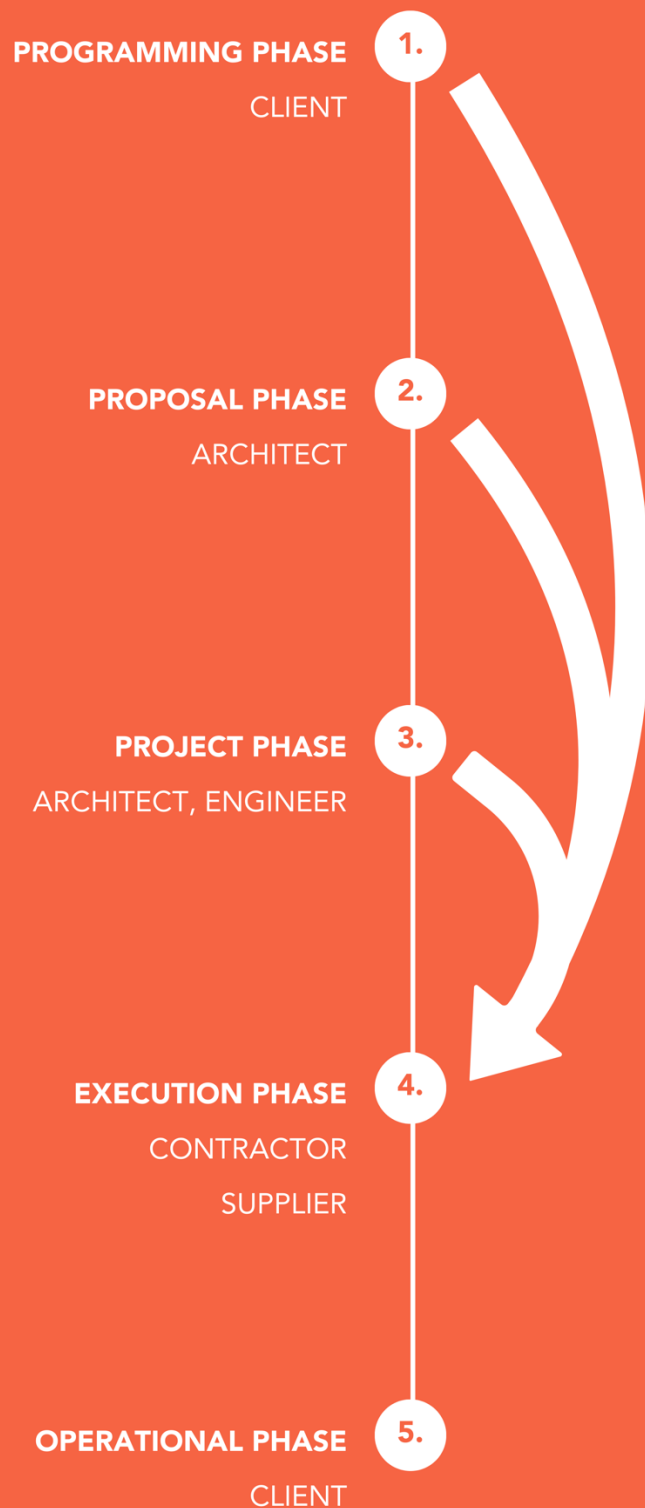 PROGRAMMING PHASE
1.
CLIENT
PROPOSAL PHASE
2.
ARCHITECT
PROJECT PHASE
3.
ARCHITECT, ENGINEER
EXECUTION PHASE
4.
CONTRACTOR
SUPPLIER
OPERATIONAL PHASE
5.
CLIENT